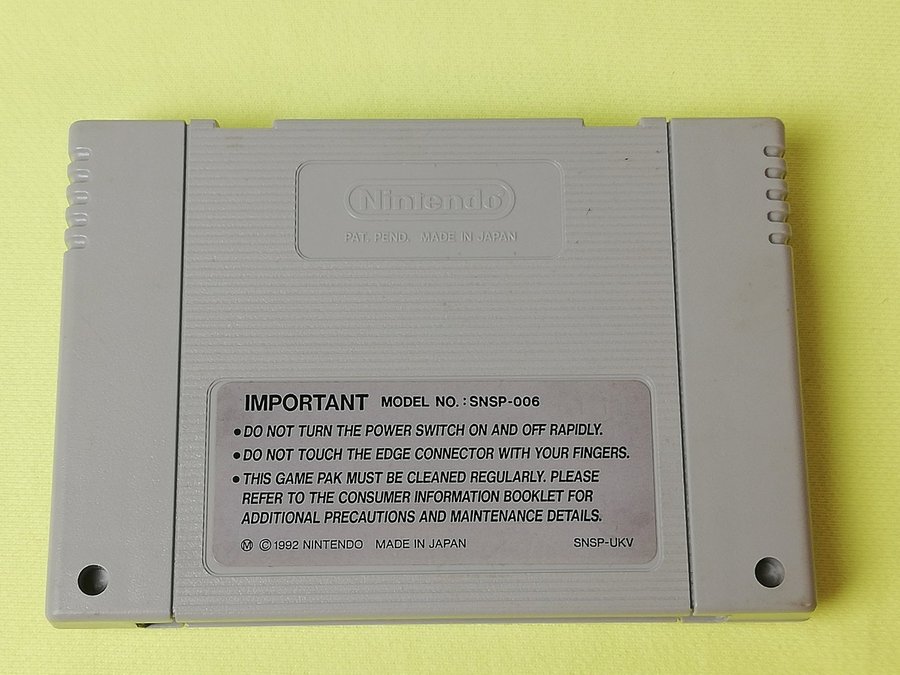 Nintendo®
PAT. PEND. MADE IN JAPAN
IMPORTANT MODEL NO.: SNSP-006
• DO NOT TURN THE POWER SWITCH ON AND OFF RAPIDLY.
• DO NOT TOUCH THE EDGE CONNECTOR WITH YOUR FINGERS.
• THIS GAME PAK MUST BE CLEANED REGULARLY. PLEASE
REFER TO THE CONSUMER INFORMATION BOOKLET FOR
ADDITIONAL PRECAUTIONS AND MAINTENANCE DETAILS.
Ⓜ ©1992 NINTENDO MADE IN JAPAN SNSP-UKV